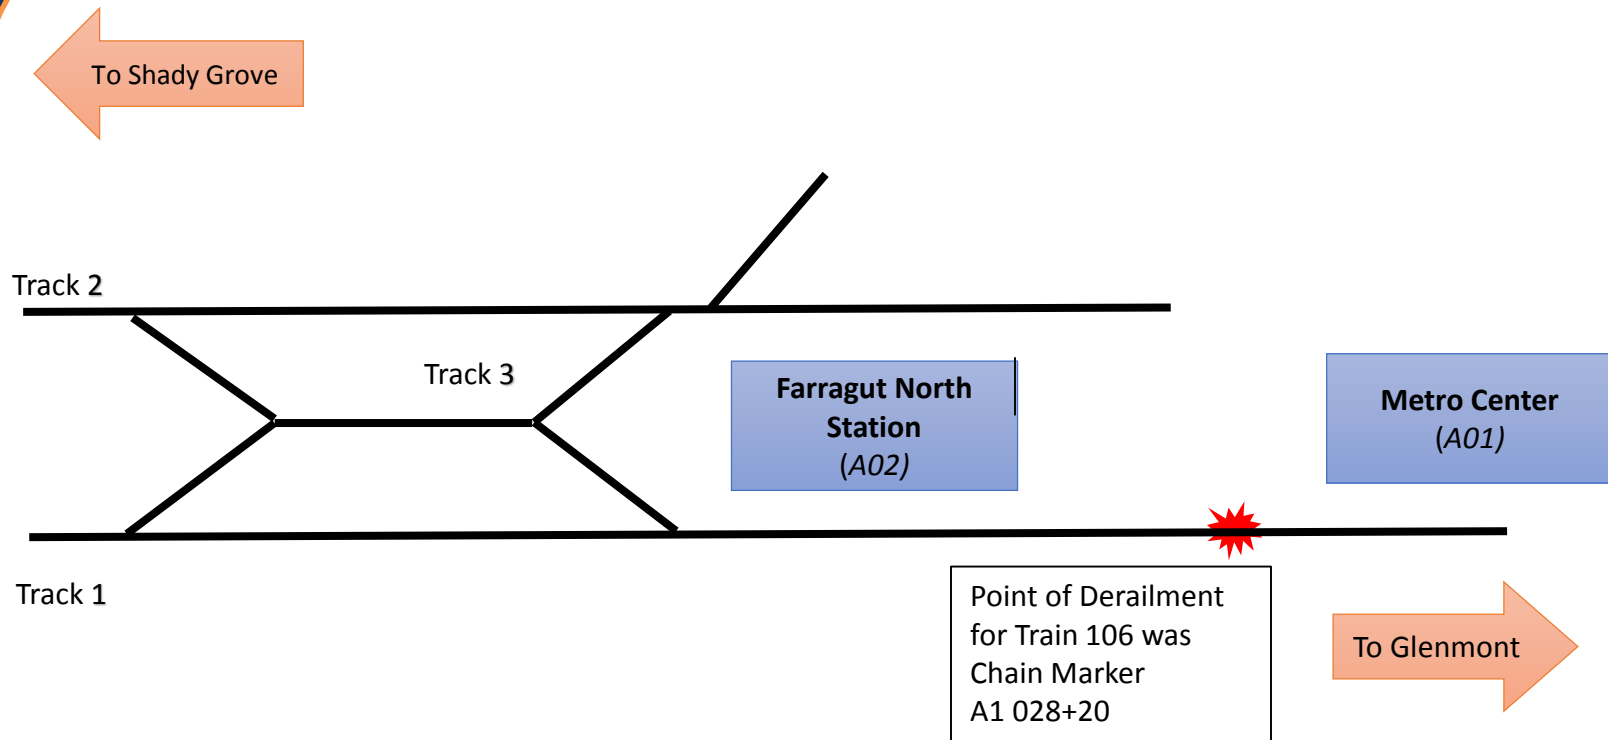 To Shady Grove
Track 2
Track 3
Farragut North
Station
(A02)
Metro Center
(A01)
Track 1
Point of Derailment
for Train 106 was
Chain Marker
A1 028+20
To Glenmont